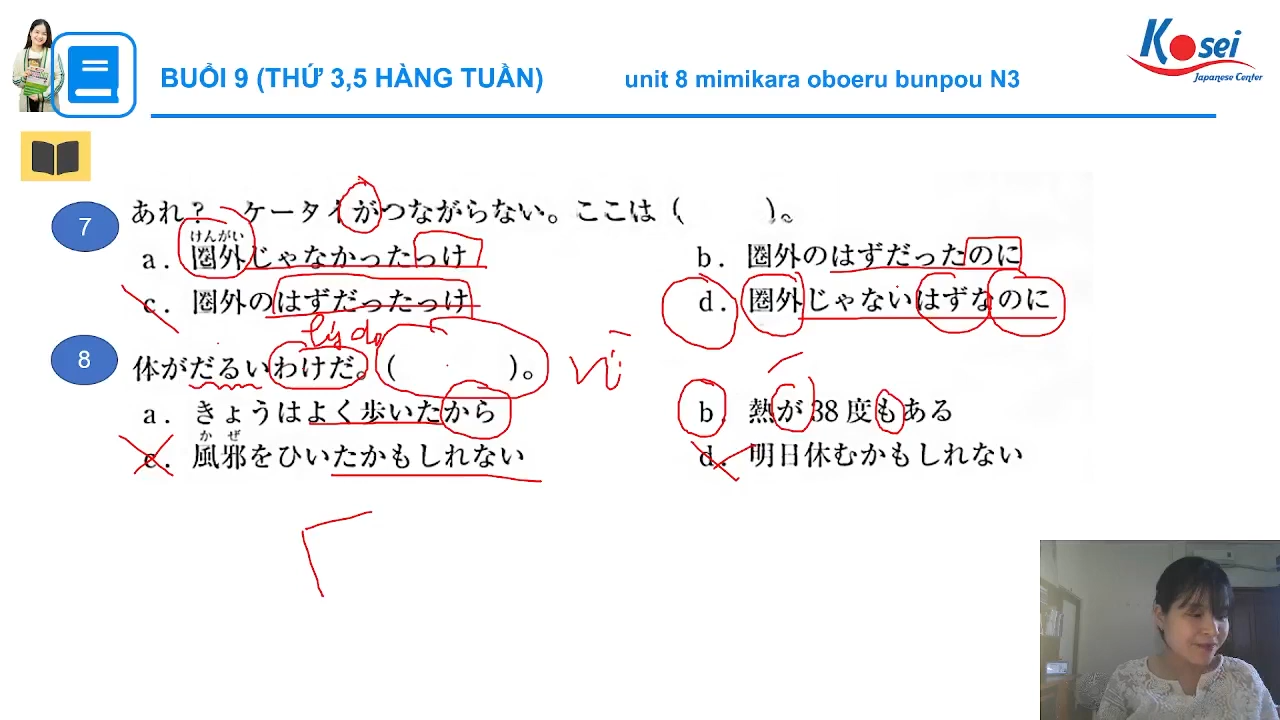 BUỔI 9 (THỨ 3,5 HÀNG TUẦN) unit 8 mimikara oboeru bunpou N3
Kosei
Japanese Center
7
あれ? ケータイがつながらない。ここは( )。
けんがい
a. 圏外じゃなかったっけ b. 圏外のはずだったのに
c. 圏外のはずだったっけ d. 圏外じゃないはずなのに
lý do
8
体がだるいわけだ。( )。 vì
a. きょうはよく歩いたから b. 熱が38度もある
かぜ
c. 風邪をひいたかもしれない d. 明日休むかもしれない